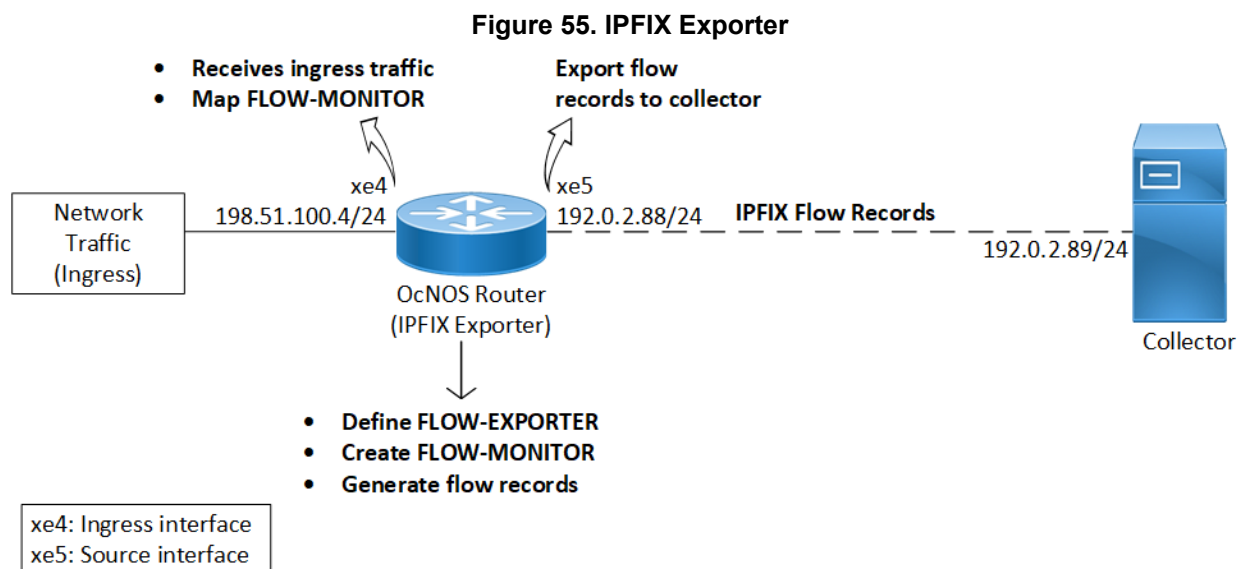 Figure 55. IPFIX Exporter
• Receives ingress traffic
• Map FLOW-MONITOR
Export flow
records to collector
xe4
xe5
Network
Traffic
(Ingress)
198.51.100.4/24
192.0.2.88/24
IPFIX Flow Records
192.0.2.89/24
OcNOS Router
(IPFIX Exporter)
Collector
• Define FLOW-EXPORTER
• Create FLOW-MONITOR
• Generate flow records
xe4: Ingress interface
xe5: Source interface